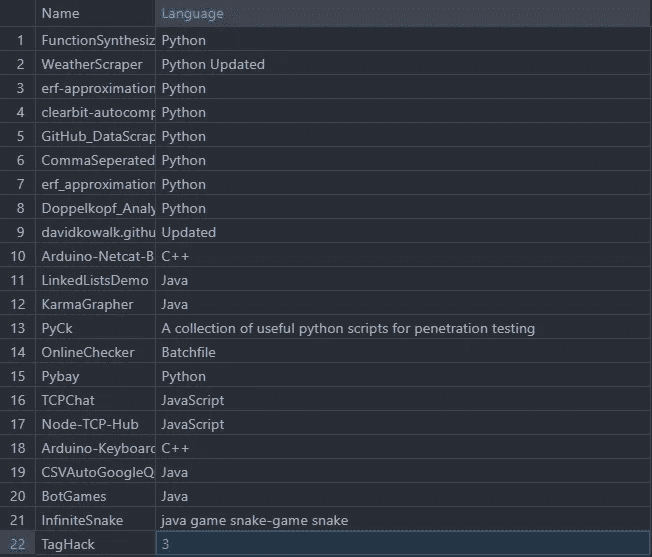 Name Language
1 FunctionSynthesiz Python
2 WeatherScraper Python Updated
3 erf-approximation Python
4 clearbit-autocomp Python
5 GitHub_DataScrap Python
6 CommaSeperated Python
7 erf_approximation Python
8 Doppelkopf_Analy Python
9 davidkowalk.githu Updated
10 Arduino-Netcat-B C++
11 LinkedListsDemo Java
12 KarmaGrapher Java
13 PyCk A collection of useful python scripts for penetration testing
14 OnlineChecker Batchfile
15 Pybay Python
16 TCPChat JavaScript
17 Node-TCP-Hub JavaScript
18 Arduino-Keyboard C++
19 CSVAutoGoogleQ Java
20 BotGames Java
21 InfiniteSnake java game snake-game snake
22 TagHack 3